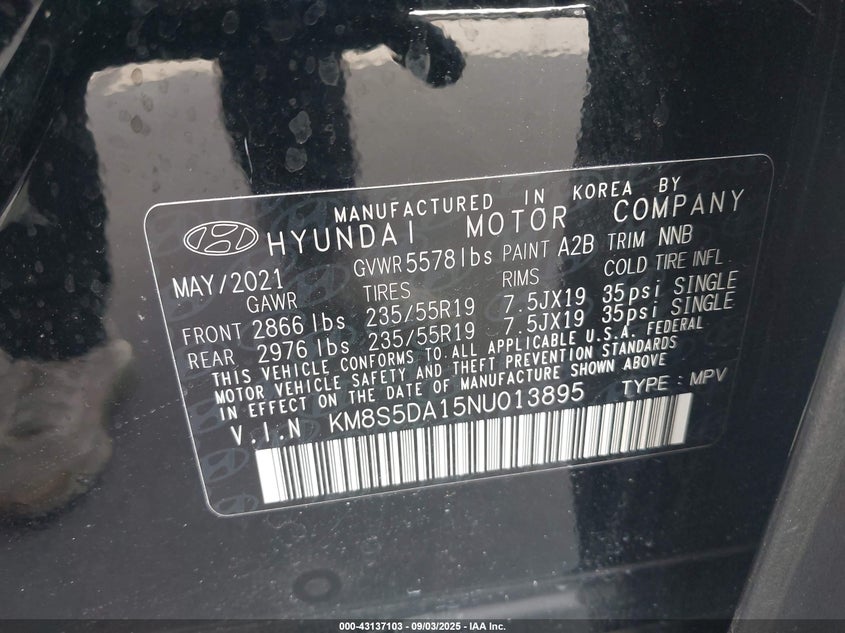 MANUFACTURED IN KOREA BY
HYUNDAI MOTOR COMPANY
MAY/2021 GVWR 5578 lbs PAINT A2B TRIM NNB
GAWR TIRES RIMS COLD TIRE INFL.
FRONT 2866 lbs 235/55R19 7.5JX19 35psi SINGLE
REAR 2976 lbs 235/55R19 7.5JX19 35psi SINGLE
THIS VEHICLE CONFORMS TO ALL APPLICABLE U.S.A. FEDERAL
MOTOR VEHICLE SAFETY AND THEFT PREVENTION STANDARDS
IN EFFECT ON THE DATE OF MANUFACTURE SHOWN ABOVE
V.I.N KM8S5DA15NU013895 TYPE : MPV
000-43137103 - 09/03/2025 - IAA Inc.